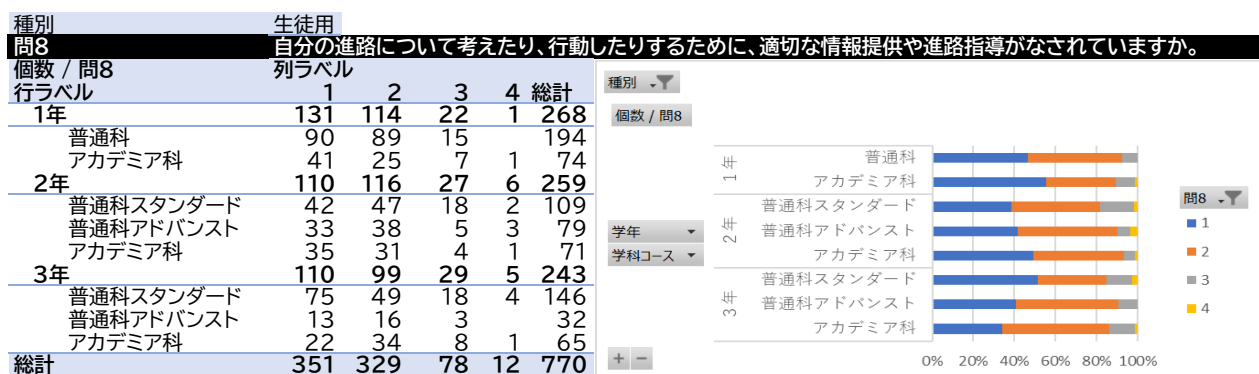 種別 生徒用
問8 自分の進路について考えたり、行動したりするために、適切な情報提供や進路指導がなされていますか。
個数 / 問8 列ラベル
行ラベル 1 2 3 4 総計
1年 131 114 22 1 268
普通科 90 89 15 194
アカデミア科 41 25 7 1 74
2年 110 116 27 6 259
普通科スタンダード 42 47 18 2 109
普通科アドバンスト 33 38 5 3 79
アカデミア科 35 31 4 1 71
3年 110 99 29 5 243
普通科スタンダード 75 49 18 4 146
普通科アドバンスト 13 16 3 32
アカデミア科 22 34 8 1 65
総計 351 329 78 12 770
種別
個数 / 問8
学年
学科コース
1年
普通科
アカデミア科
2年
普通科スタンダード
普通科アドバンスト
アカデミア科
3年
普通科スタンダード
普通科アドバンスト
アカデミア科
0% 20% 40% 60% 80% 100%
問8
1
2
3
4